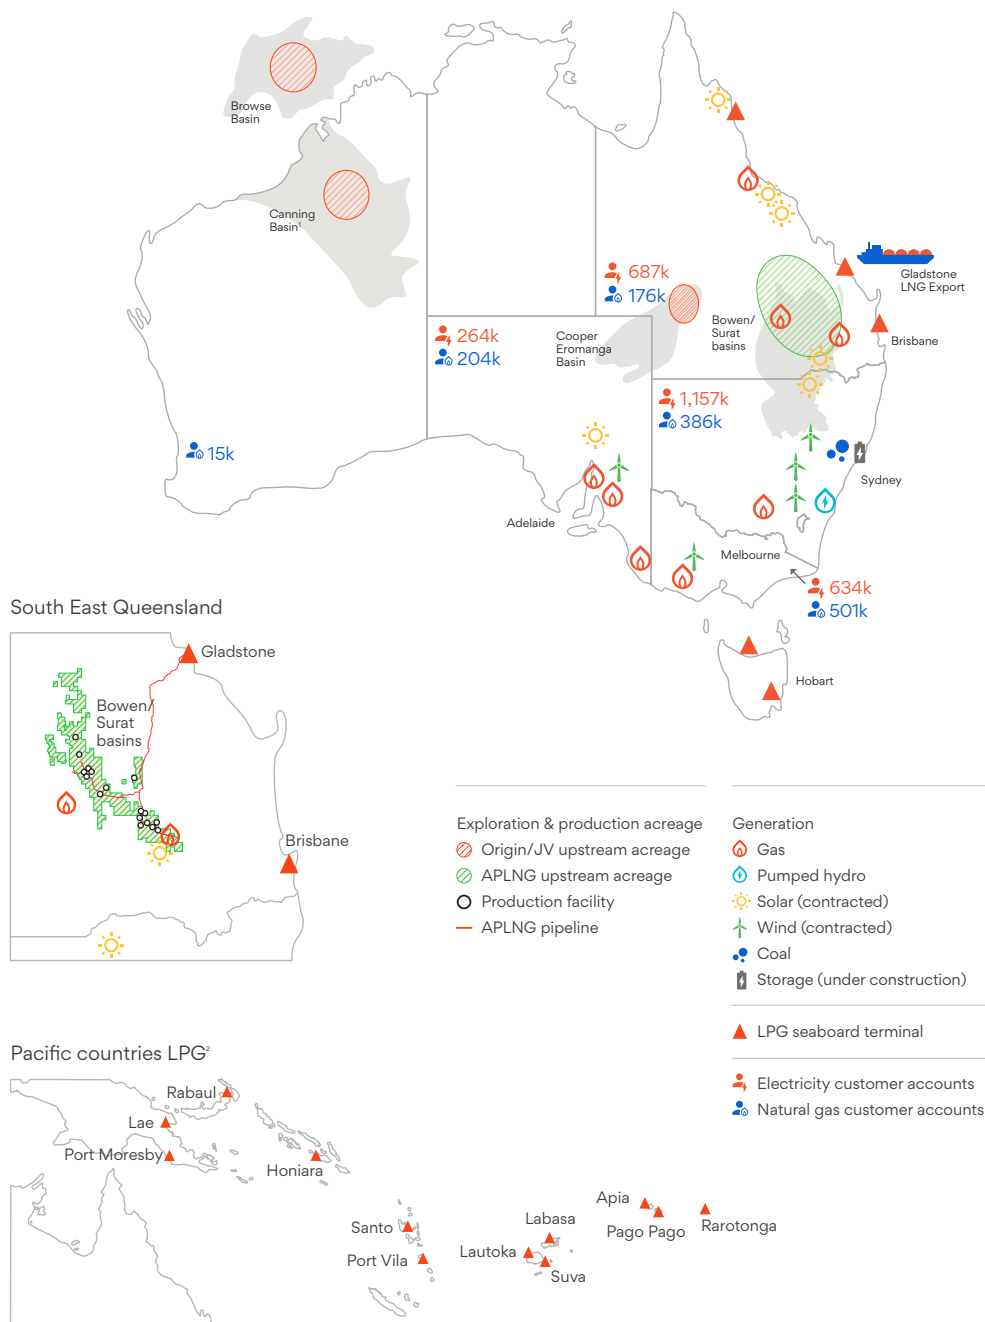 Browse
Basin
Canning
Basin¹
687k
176k
Gladstone
LNG Export
264k
204k
Cooper
Eromanga
Basin
Bowen/
Surat
basins
Brisbane
1,157k
386k
15k
Sydney
Adelaide
Melbourne
634k
501k
Hobart
South East Queensland
Gladstone
Bowen/
Surat
basins
Brisbane
Exploration & production acreage
Origin/JV upstream acreage
APLNG upstream acreage
Production facility
APLNG pipeline
Generation
Gas
Pumped hydro
Solar (contracted)
Wind (contracted)
Coal
Storage (under construction)
LPG seaboard terminal
Electricity customer accounts
Natural gas customer accounts
Pacific countries LPG²
Rabaul
Lae
Port Moresby
Honiara
Santo
Port Vila
Apia
Pago Pago
Rarotonga
Labasa
Lautoka
Suva